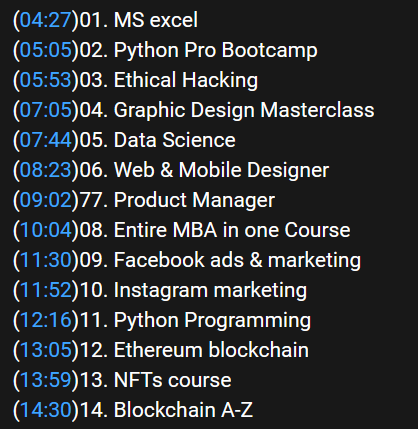 (04:27)01. MS excel
(05:05)02. Python Pro Bootcamp
(05:53)03. Ethical Hacking
(07:05)04. Graphic Design Masterclass
(07:44)05. Data Science
(08:23)06. Web & Mobile Designer
(09:02)77. Product Manager
(10:04)08. Entire MBA in one Course
(11:30)09. Facebook ads & marketing
(11:52)10. Instagram marketing
(12:16)11. Python Programming
(13:05)12. Ethereum blockchain
(13:59)13. NFTs course
(14:30)14. Blockchain A-Z